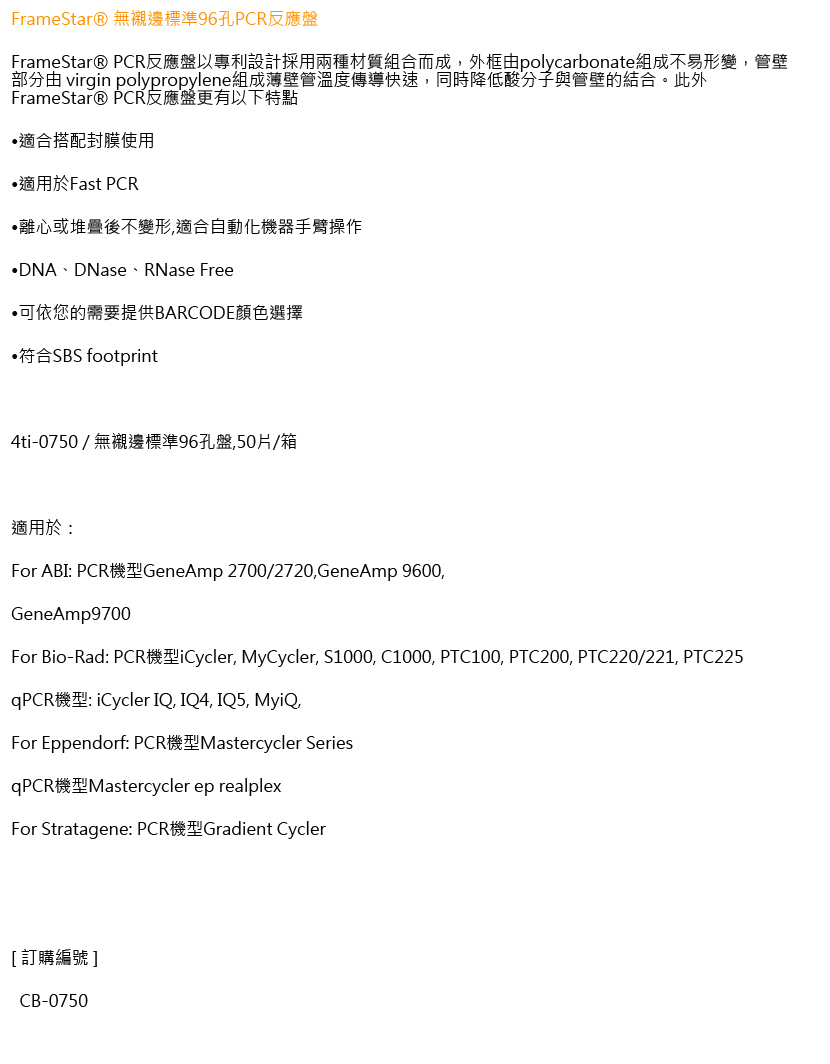 FrameStar® 無襯邊標準96孔PCR反應盤
FrameStar® PCR反應盤以專利設計採用兩種材質組合而成，外框由polycarbonate組成不易形變，管壁
部分由 virgin polypropylene組成薄壁管溫度傳導快速，同時降低酸分子與管壁的結合。此外
FrameStar® PCR反應盤更有以下特點
•適合搭配封膜使用
•適用於Fast PCR
•離心或堆疊後不變形,適合自動化機器手臂操作
•DNA、DNase、RNase Free
•可依您的需要提供BARCODE顏色選擇
•符合SBS footprint
4ti-0750 / 無襯邊標準96孔盤,50片/箱
適用於：
For ABI: PCR機型GeneAmp 2700/2720,GeneAmp 9600,
GeneAmp9700
For Bio-Rad: PCR機型iCycler, MyCycler, S1000, C1000, PTC100, PTC200, PTC220/221, PTC225
qPCR機型: iCycler IQ, IQ4, IQ5, MyiQ,
For Eppendorf: PCR機型Mastercycler Series
qPCR機型Mastercycler ep realplex
For Stratagene: PCR機型Gradient Cycler
[ 訂購編號 ]
CB-0750